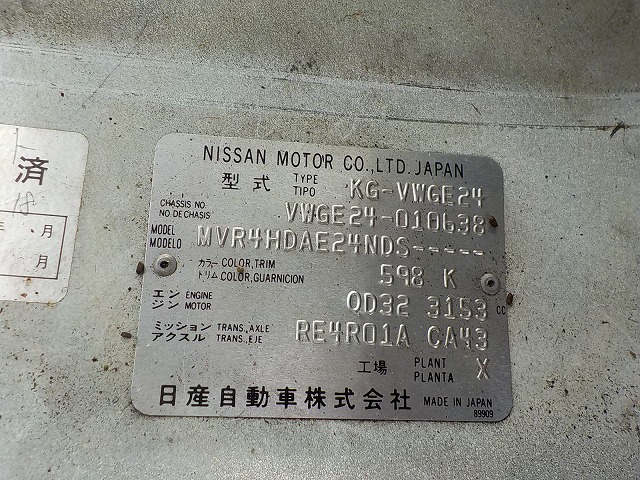 済
18
年 ・月
月
NISSAN MOTOR CO.,LTD. JAPAN
型式 TYPE TIPO KG-VWGE24
CHASSIS NO NO.DE CHASIS VWGE24-010638
MODEL MODELO MVR4HDAE24NDS-----
カラー COLOR,TRIM トリム COLOR,GUARNICION 598 K
エンジン ENGINE MOTOR QD32 3153 CC
ミッション アクスル TRANS.,AXLE TRANS.,EJE RE4R01A CA43
工場 PLANT PLANTA X
日産自動車株式会社 MADE IN JAPAN
89909